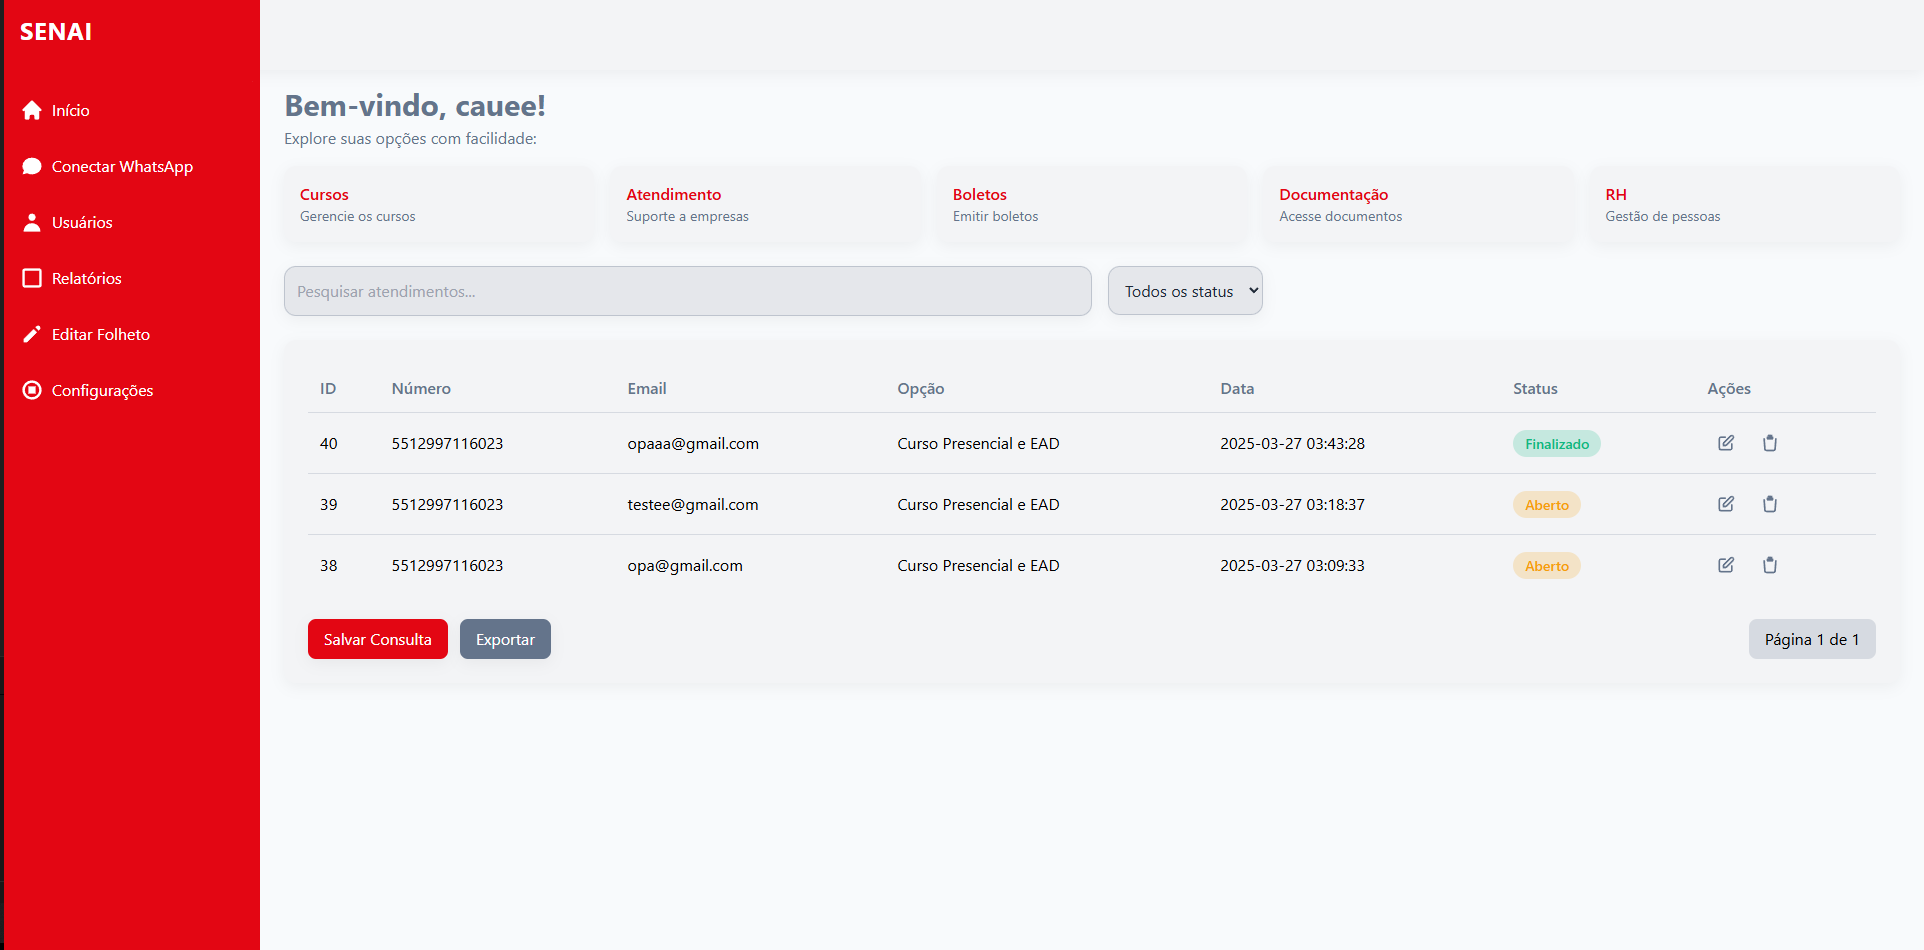 SENAI
Início
Conectar WhatsApp
Usuários
Relatórios
Editar Folheto
Configurações
Bem-vindo, cauee!
Explore suas opções com facilidade:
Cursos
Gerencie os cursos
Atendimento
Suporte a empresas
Boletos
Emitir boletos
Documentação
Acesse documentos
RH
Gestão de pessoas
Pesquisar atendimentos...
Todos os status
ID Número Email Opção Data Status Ações
40 5512997116023 opaaa@gmail.com Curso Presencial e EAD 2025-03-27 03:43:28 Finalizado
39 5512997116023 testee@gmail.com Curso Presencial e EAD 2025-03-27 03:18:37 Aberto
38 5512997116023 opa@gmail.com Curso Presencial e EAD 2025-03-27 03:09:33 Aberto
Salvar Consulta
Exportar
Página 1 de 1